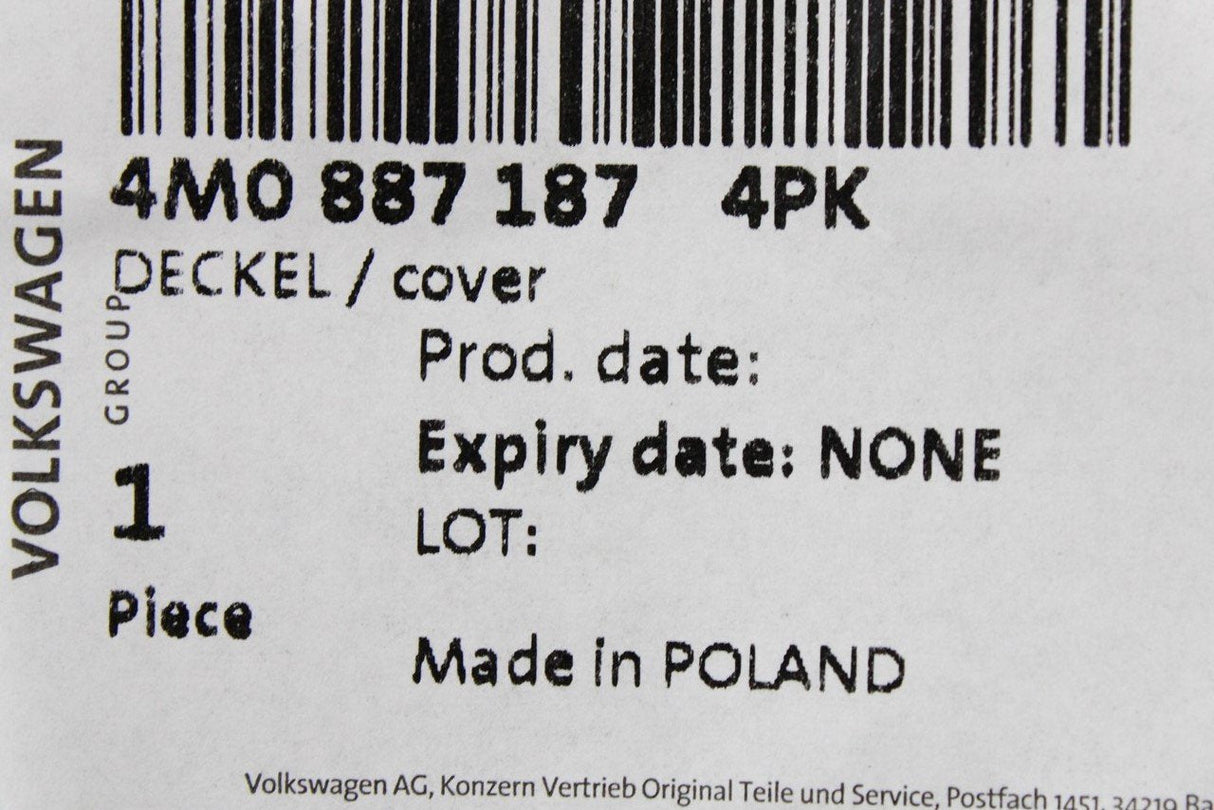 4M0 887 187 4PK
DECKEL / cover
VOLKSWAGEN
GROUP
Prod. date:
Expiry date: NONE
LOT:
1
Piece
Made in POLAND
Volkswagen AG, Konzern Vertrieb Original Teile und Service, Postfach 1451, 34219 Ba